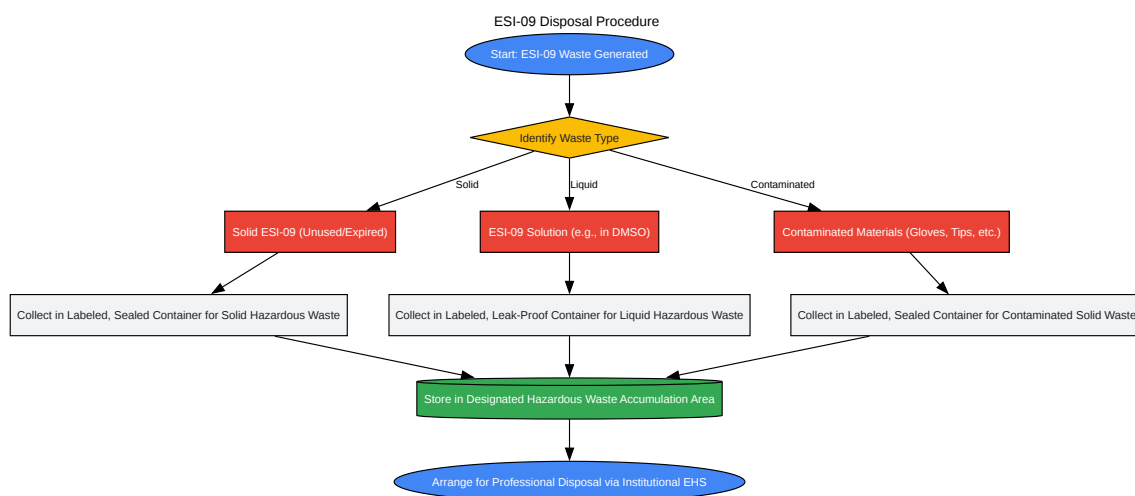 ESI-09 Disposal Procedure
Start: ESI-09 Waste Generated
Identify Waste Type
Solid
Liquid
Contaminated
Solid ESI-09 (Unused/Expired)
ESI-09 Solution (e.g., in DMSO)
Contaminated Materials (Gloves, Tips, etc.)
Collect in Labeled, Sealed Container for Solid Hazardous Waste
Collect in Labeled, Leak-Proof Container for Liquid Hazardous Waste
Collect in Labeled, Sealed Container for Contaminated Solid Waste
Store in Designated Hazardous Waste Accumulation Area
Arrange for Professional Disposal via Institutional EHS